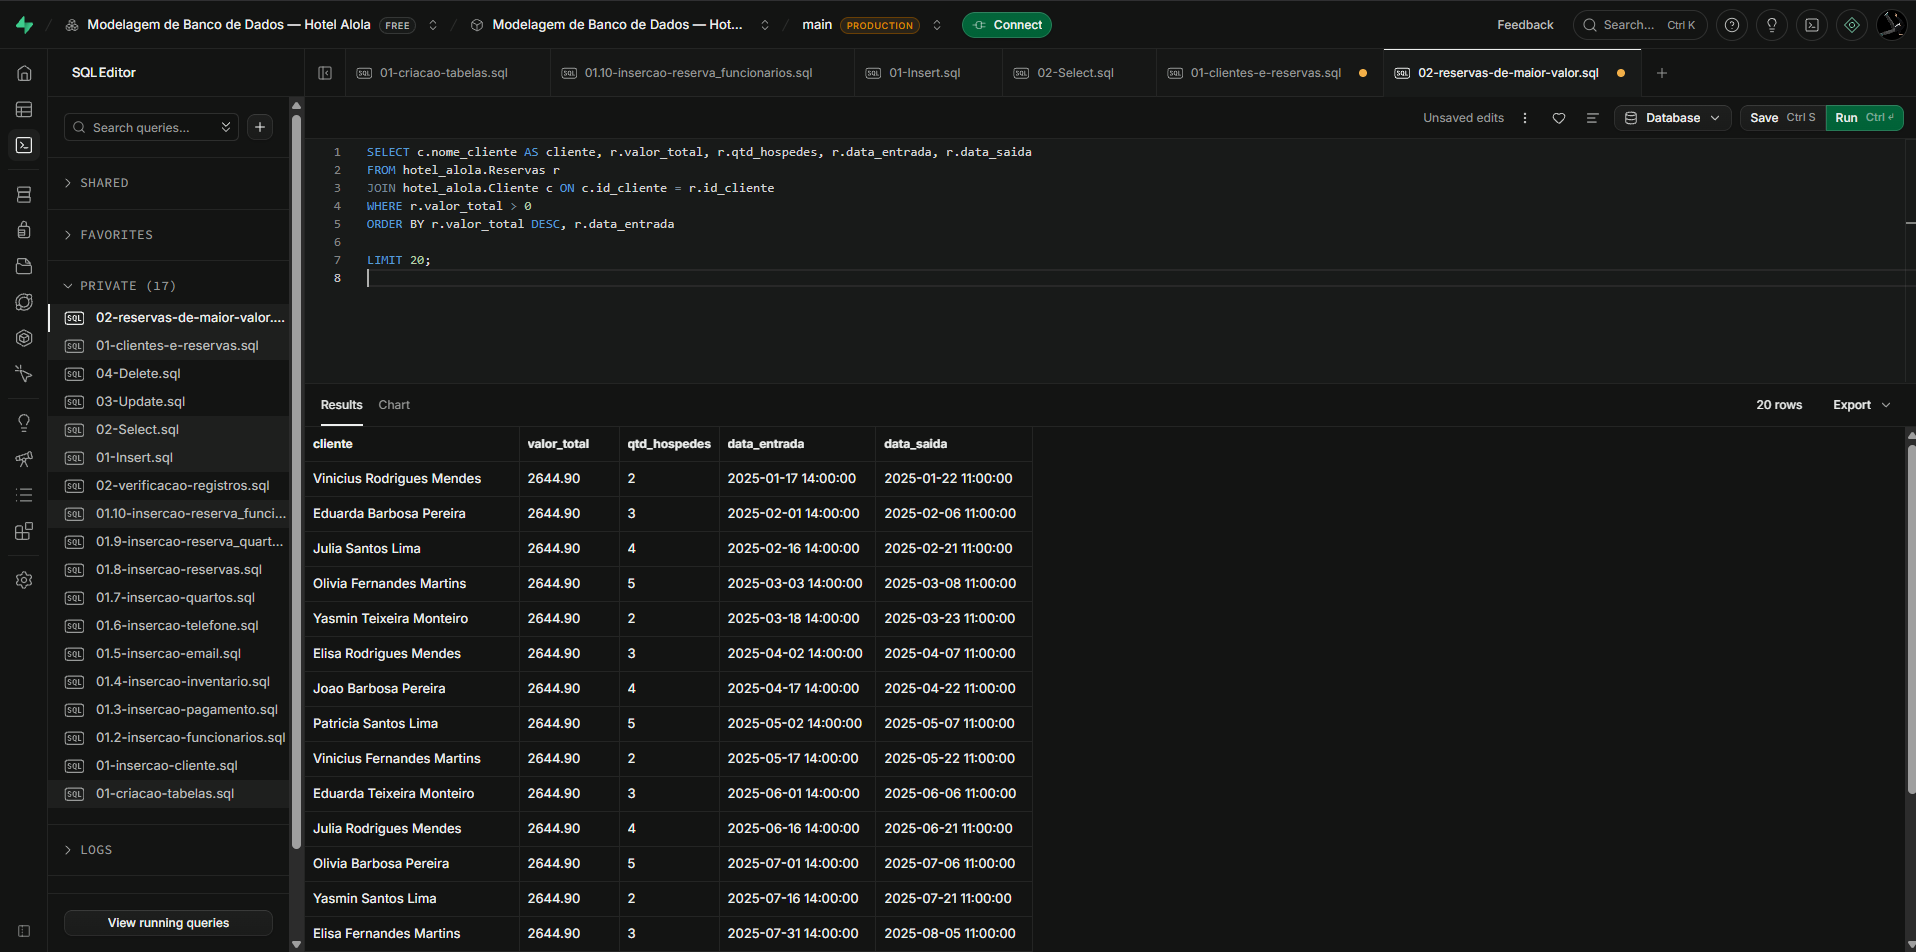 Modelagem de Banco de Dados — Hotel Alola FREE / Modelagem de Banco de Dados — Hot... / main PRODUCTION Connect Feedback Search... Ctrl K
SQL Editor
01-criacao-tabelas.sql 01.10-insercao-reserva_funcionarios.sql 01-Insert.sql 02-Select.sql 01-clientes-e-reservas.sql 02-reservas-de-maior-valor.sql
Search queries...
Unsaved edits Database Save Ctrl S Run Ctrl
SHARED
FAVORITES
PRIVATE (17)
SQL 02-reservas-de-maior-valor....
SQL 01-clientes-e-reservas.sql
SQL 04-Delete.sql
SQL 03-Update.sql
SQL 02-Select.sql
SQL 01-Insert.sql
SQL 02-verificacao-registros.sql
SQL 01.10-insercao-reserva_funci...
SQL 01.9-insercao-reserva_quart...
SQL 01.8-insercao-reservas.sql
SQL 01.7-insercao-quartos.sql
SQL 01.6-insercao-telefone.sql
SQL 01.5-insercao-email.sql
SQL 01.4-insercao-inventario.sql
SQL 01.3-insercao-pagamento.sql
SQL 01.2-insercao-funcionarios.sql
SQL 01-insercao-cliente.sql
SQL 01-criacao-tabelas.sql
LOGS
View running queries
1 SELECT c.nome_cliente AS cliente, r.valor_total, r.qtd_hospedes, r.data_entrada, r.data_saida
2 FROM hotel_alola.Reservas r
3 JOIN hotel_alola.Cliente c ON c.id_cliente = r.id_cliente
4 WHERE r.valor_total > 0
5 ORDER BY r.valor_total DESC, r.data_entrada
6
7 LIMIT 20;
8
Results Chart 20 rows Export
cliente valor_total qtd_hospedes data_entrada data_saida
Vinicius Rodrigues Mendes 2644.90 2 2025-01-17 14:00:00 2025-01-22 11:00:00
Eduarda Barbosa Pereira 2644.90 3 2025-02-01 14:00:00 2025-02-06 11:00:00
Julia Santos Lima 2644.90 4 2025-02-16 14:00:00 2025-02-21 11:00:00
Olivia Fernandes Martins 2644.90 5 2025-03-03 14:00:00 2025-03-08 11:00:00
Yasmin Teixeira Monteiro 2644.90 2 2025-03-18 14:00:00 2025-03-23 11:00:00
Elisa Rodrigues Mendes 2644.90 3 2025-04-02 14:00:00 2025-04-07 11:00:00
Joao Barbosa Pereira 2644.90 4 2025-04-17 14:00:00 2025-04-22 11:00:00
Patricia Santos Lima 2644.90 5 2025-05-02 14:00:00 2025-05-07 11:00:00
Vinicius Fernandes Martins 2644.90 2 2025-05-17 14:00:00 2025-05-22 11:00:00
Eduarda Teixeira Monteiro 2644.90 3 2025-06-01 14:00:00 2025-06-06 11:00:00
Julia Rodrigues Mendes 2644.90 4 2025-06-16 14:00:00 2025-06-21 11:00:00
Olivia Barbosa Pereira 2644.90 5 2025-07-01 14:00:00 2025-07-06 11:00:00
Yasmin Santos Lima 2644.90 2 2025-07-16 14:00:00 2025-07-21 11:00:00
Elisa Fernandes Martins 2644.90 3 2025-07-31 14:00:00 2025-08-05 11:00:00